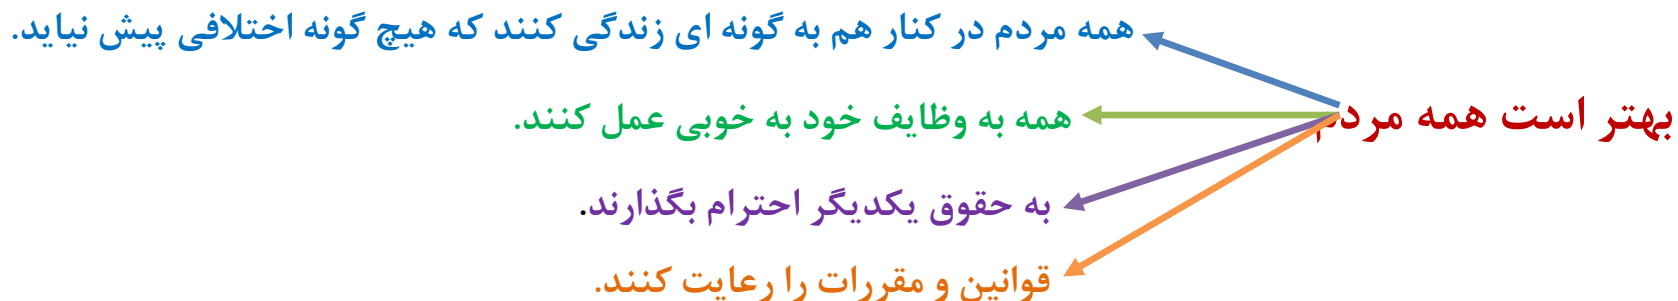 بهتر است همه مردم
همه مردم در کنار هم به گونه ای زندگی کنند که هیچ گونه اختلافی پیش نیاید.
همه به وظایف خود به خوبی عمل کنند.
به حقوق یکدیگر احترام بگذارند.
قوانین و مقررات را رعایت کنند.